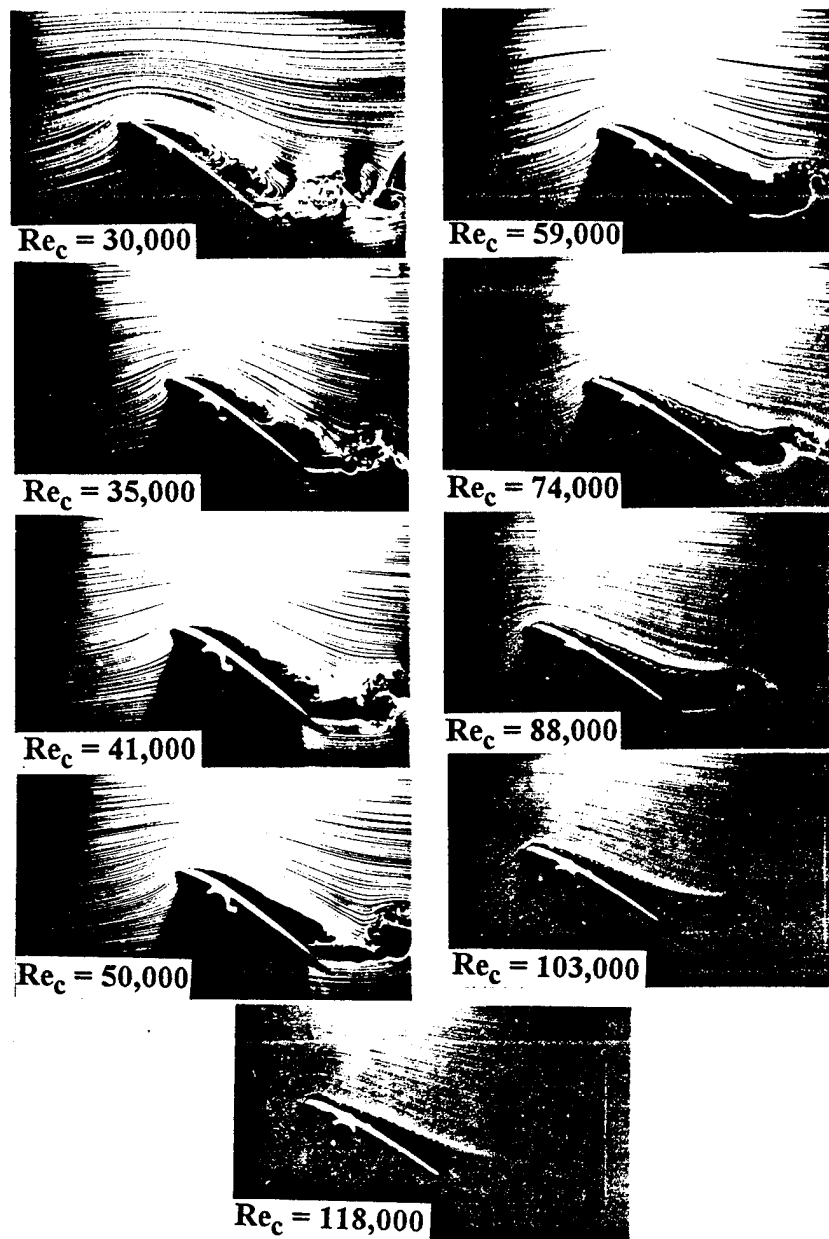 Re_c = 30,000
Re_c = 59,000
Re_c = 35,000
Re_c = 74,000
Re_c = 41,000
Re_c = 88,000
Re_c = 50,000
Re_c = 103,000
Re_c = 118,000